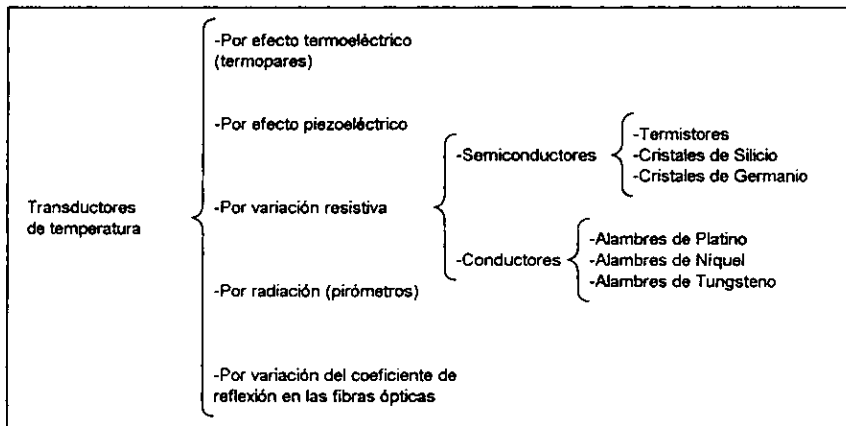 Transductores
de temperatura
-Por efecto termoeléctrico
(termopares)
-Por efecto piezoeléctrico
-Por variación resistiva
-Semiconductores
-Termistores
-Cristales de Silicio
-Cristales de Germanio
-Conductores
-Alambres de Platino
-Alambres de Níquel
-Alambres de Tungsteno
-Por radiación (pirómetros)
-Por variación del coeficiente de
reflexión en las fibras ópticas